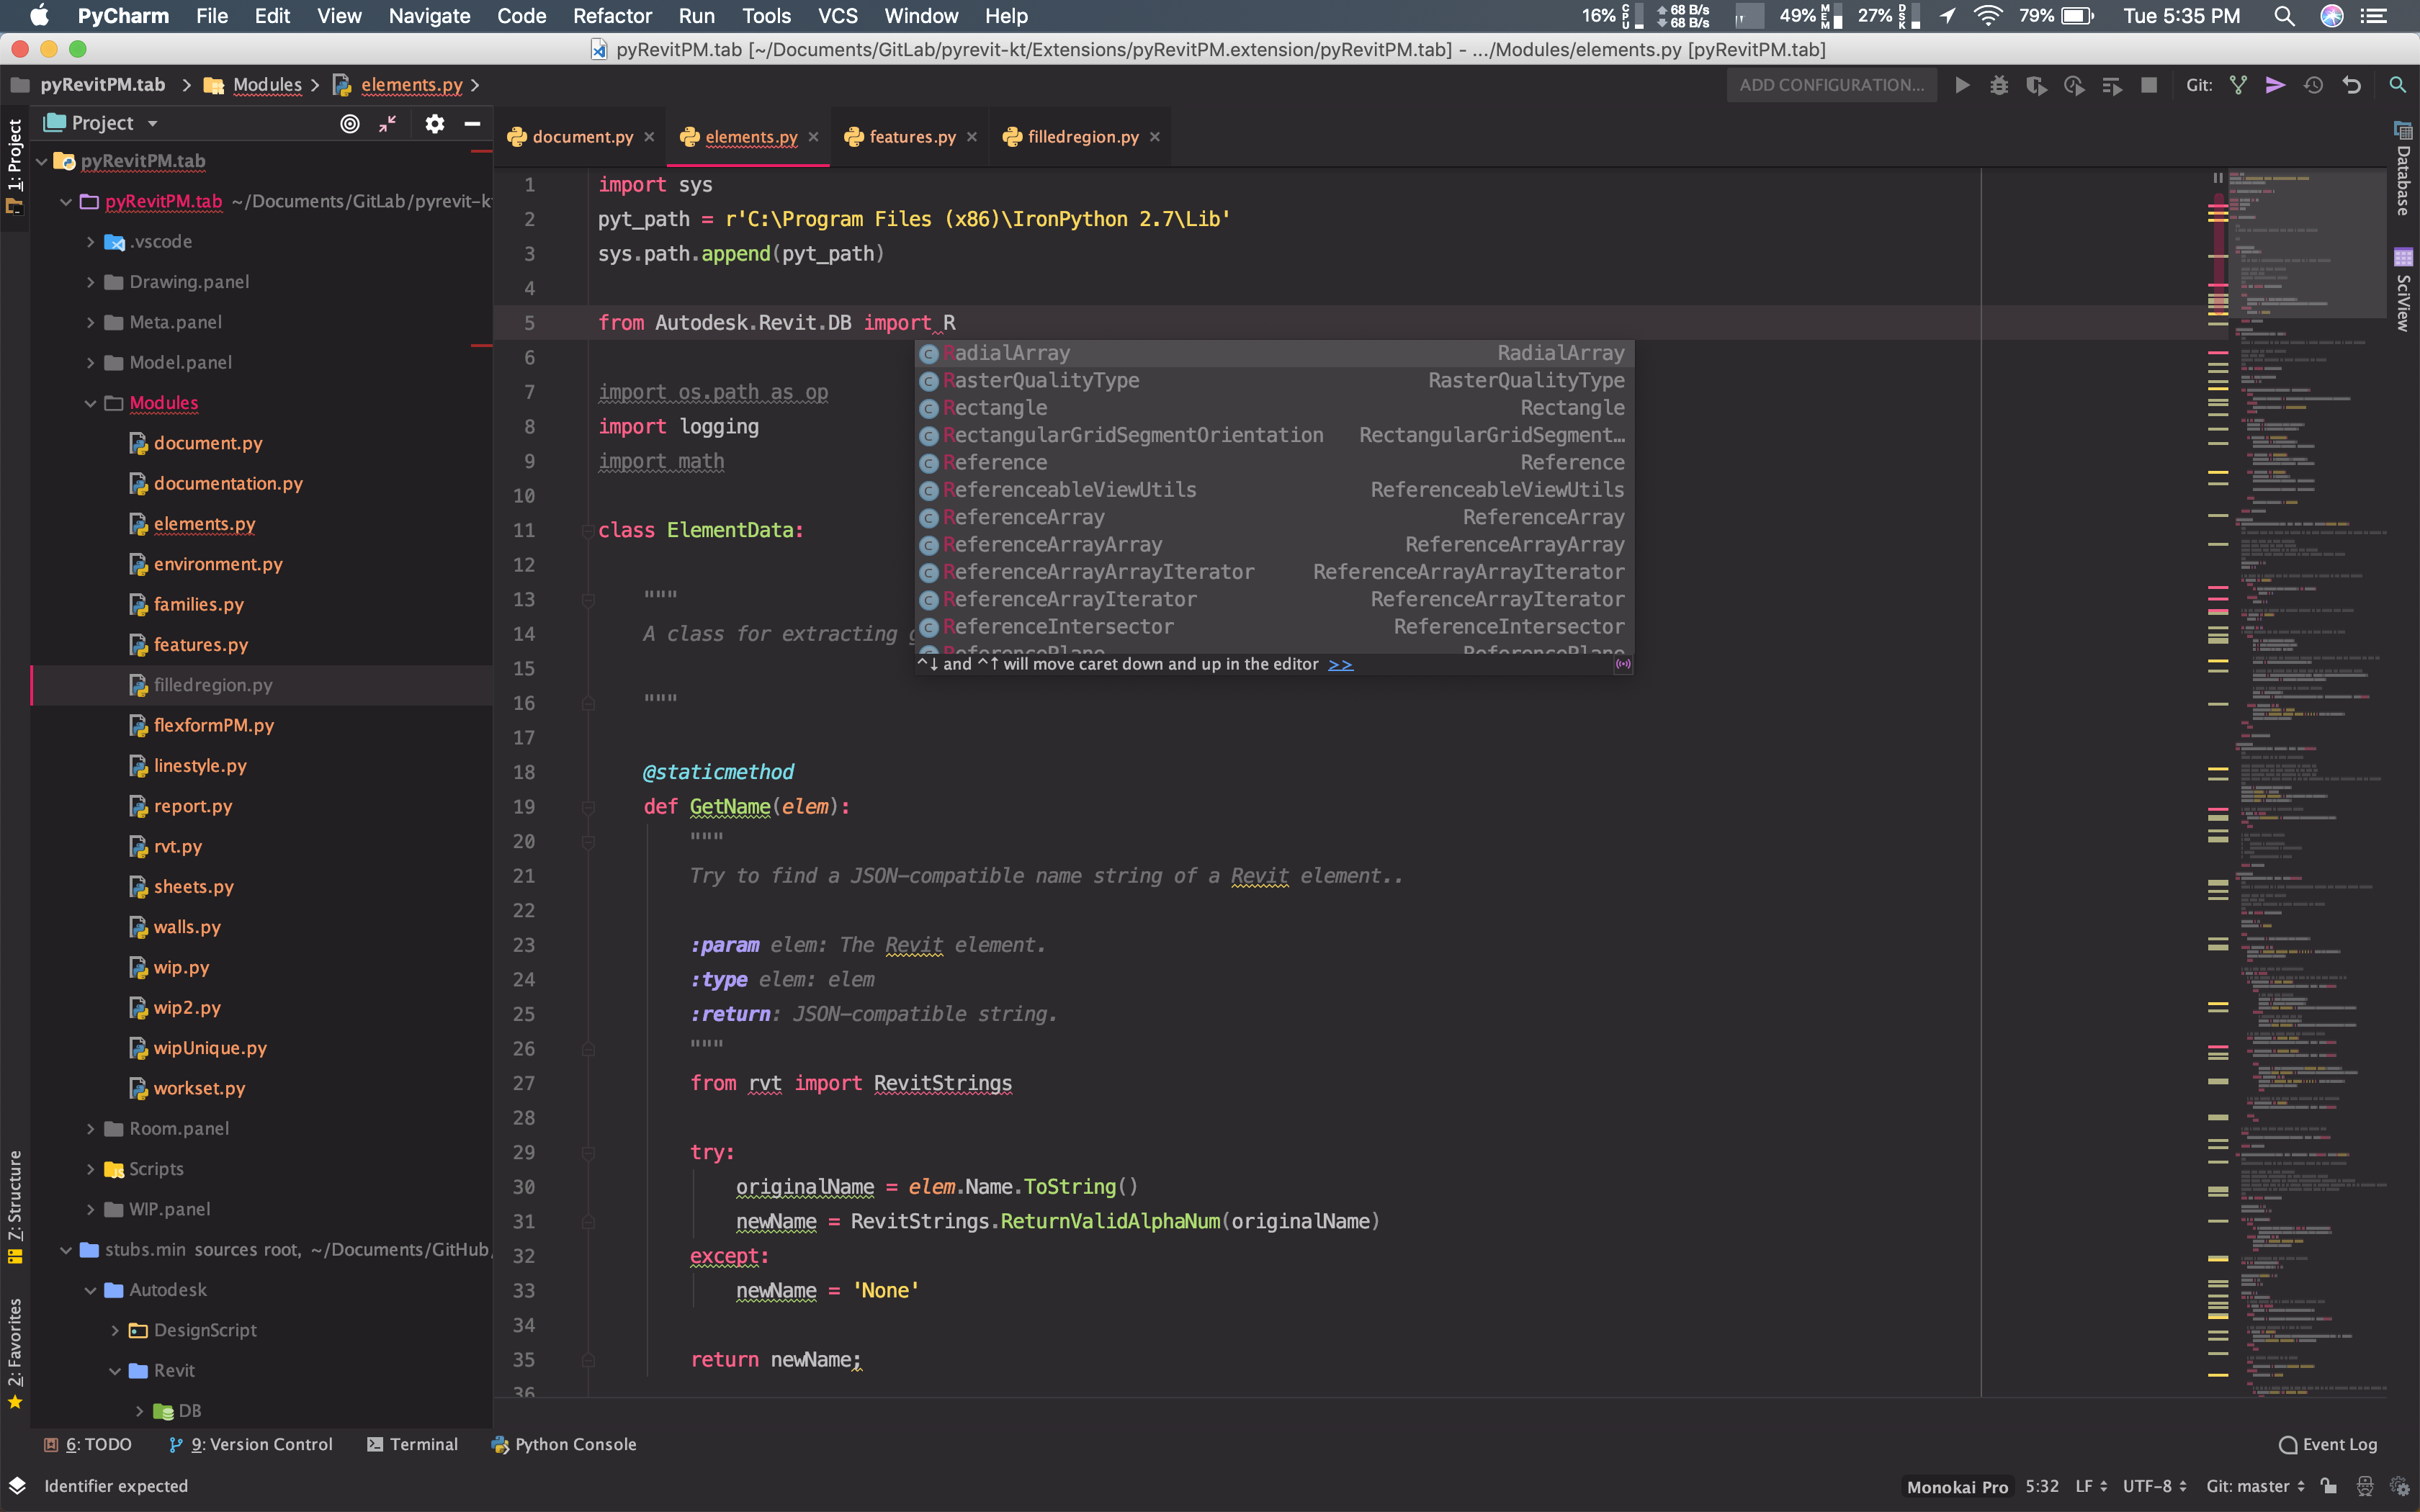 PyCharm File Edit View Navigate Code Refactor Run Tools VCS Window Help 16% CPU 68 B/s 68 B/s 49% MEM 27% DSK 79% Tue 5:35 PM
pyRevitPM.tab [~/Documents/GitLab/pyrevit-kt/Extensions/pyRevitPM.extension/pyRevitPM.tab] - .../Modules/elements.py [pyRevitPM.tab]
pyRevitPM.tab > Modules > elements.py > ADD CONFIGURATION... Git:
1: Project
7: Structure
2: Favorites
Project
pyRevitPM.tab
pyRevitPM.tab ~/Documents/GitLab/pyrevit-kt
.vscode
Drawing.panel
Meta.panel
Model.panel
Modules
document.py
documentation.py
elements.py
environment.py
families.py
features.py
filledregion.py
flexformPM.py
linestyle.py
report.py
rvt.py
sheets.py
walls.py
wip.py
wip2.py
wipUnique.py
workset.py
Room.panel
Scripts
WIP.panel
stubs.min sources root, ~/Documents/GitHub,
Autodesk
DesignScript
Revit
DB
document.py elements.py features.py filledregion.py
1 import sys
2 pyt_path = r'C:\Program Files (x86)\IronPython 2.7\Lib'
3 sys.path.append(pyt_path)
4
5 from Autodesk.Revit.DB import R
6
7 import os.path as op
8 import logging
9 import math
10
11 class ElementData:
12
13 """
14 A class for extracting g
15
16 """
17
18 @staticmethod
19 def GetName(elem):
20 """
21 Try to find a JSON-compatible name string of a Revit element..
22
23 :param elem: The Revit element.
24 :type elem: elem
25 :return: JSON-compatible string.
26 """
27 from rvt import RevitStrings
28
29 try:
30 originalName = elem.Name.ToString()
31 newName = RevitStrings.ReturnValidAlphaNum(originalName)
32 except:
33 newName = 'None'
34
35 return newName;
36
RadialArray RadialArray
RasterQualityType RasterQualityType
Rectangle Rectangle
RectangularGridSegmentOrientation RectangularGridSegment…
Reference Reference
ReferenceableViewUtils ReferenceableViewUtils
ReferenceArray ReferenceArray
ReferenceArrayArray ReferenceArrayArray
ReferenceArrayArrayIterator ReferenceArrayArrayIterator
ReferenceArrayIterator ReferenceArrayIterator
ReferenceIntersector ReferenceIntersector
ReferencePlane ReferencePlane
^↓ and ^↑ will move caret down and up in the editor >>
Database
SciView
6: TODO 9: Version Control Terminal Python Console Event Log
Identifier expected Monokai Pro 5:32 LF UTF-8 Git: master